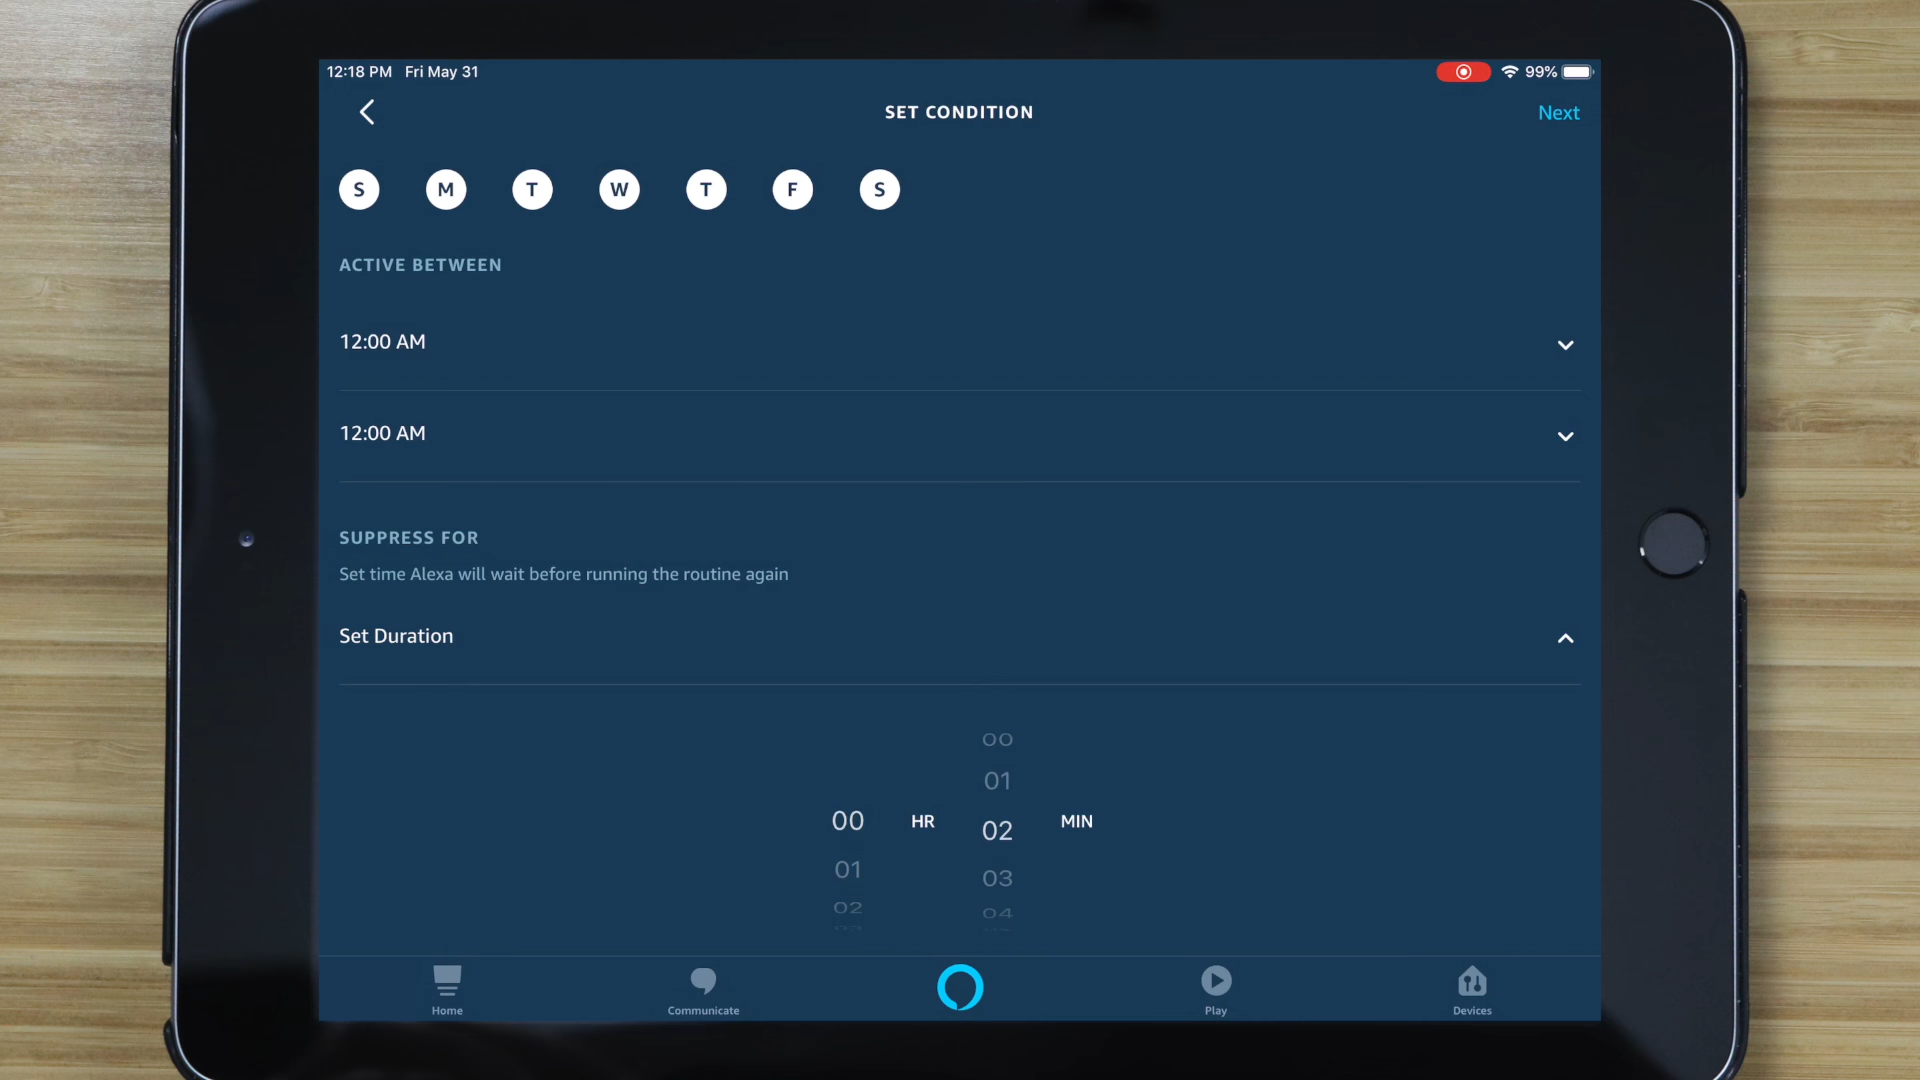 12:18 PM Fri May 31 99%
SET CONDITION Next
S M T W T F S
ACTIVE BETWEEN
12:00 AM
12:00 AM
SUPPRESS FOR
Set time Alexa will wait before running the routine again
Set Duration
00
01
00 HR 02 MIN
01 03
02 04
Home Communicate Play Devices